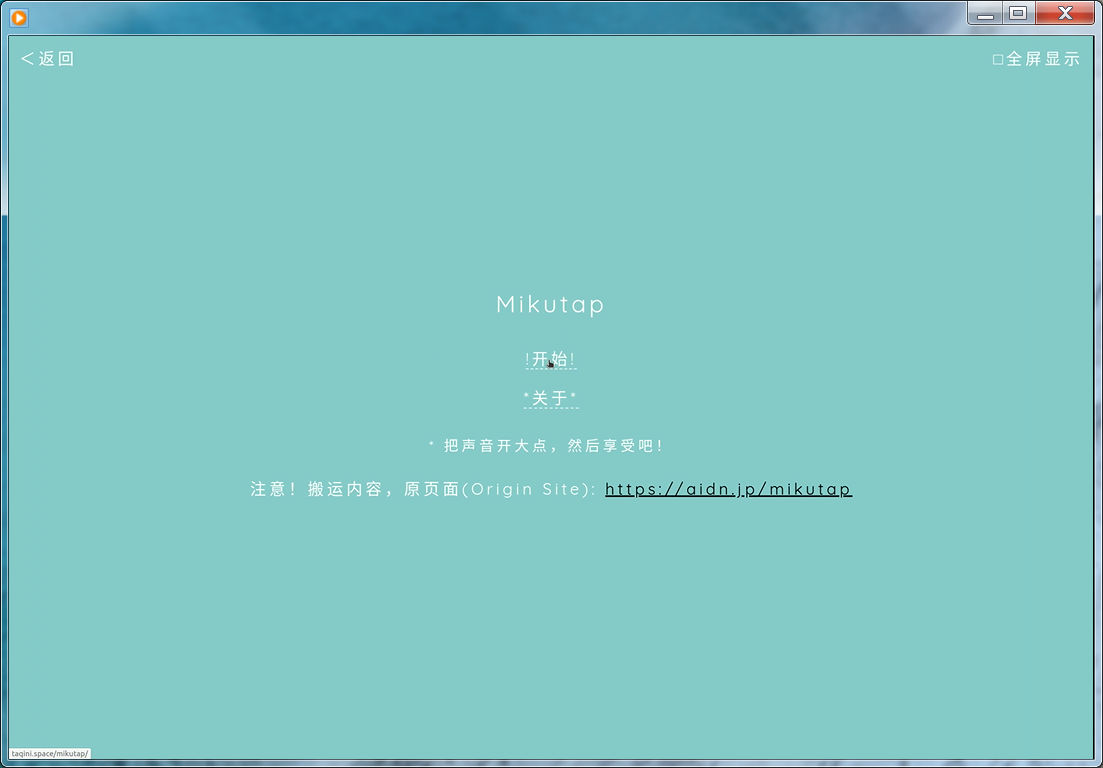 <返回
□全屏显示
Mikutap
!开始!
*关于*
* 把声音开大点，然后享受吧！
注意！搬运内容，原页面(Origin Site): https://aidn.jp/mikutap
taqini.space/mikutap/